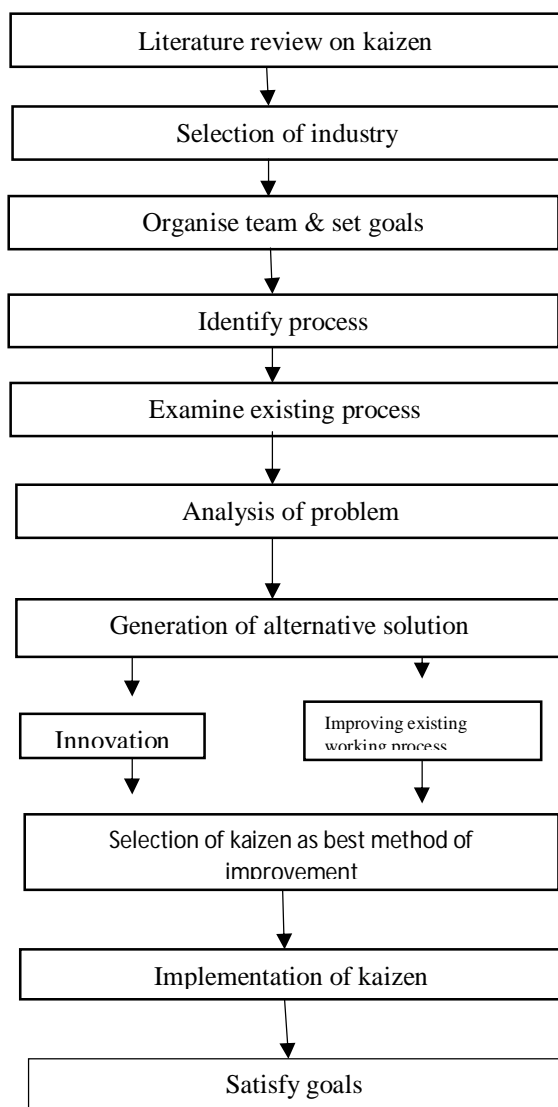 Literature review on kaizen
Selection of industry
Organise team & set goals
Identify process
Examine existing process
Analysis of problem
Generation of alternative solution
Innovation
Improving existing
working process
Selection of kaizen as best method of
improvement
Implementation of kaizen
Satisfy goals